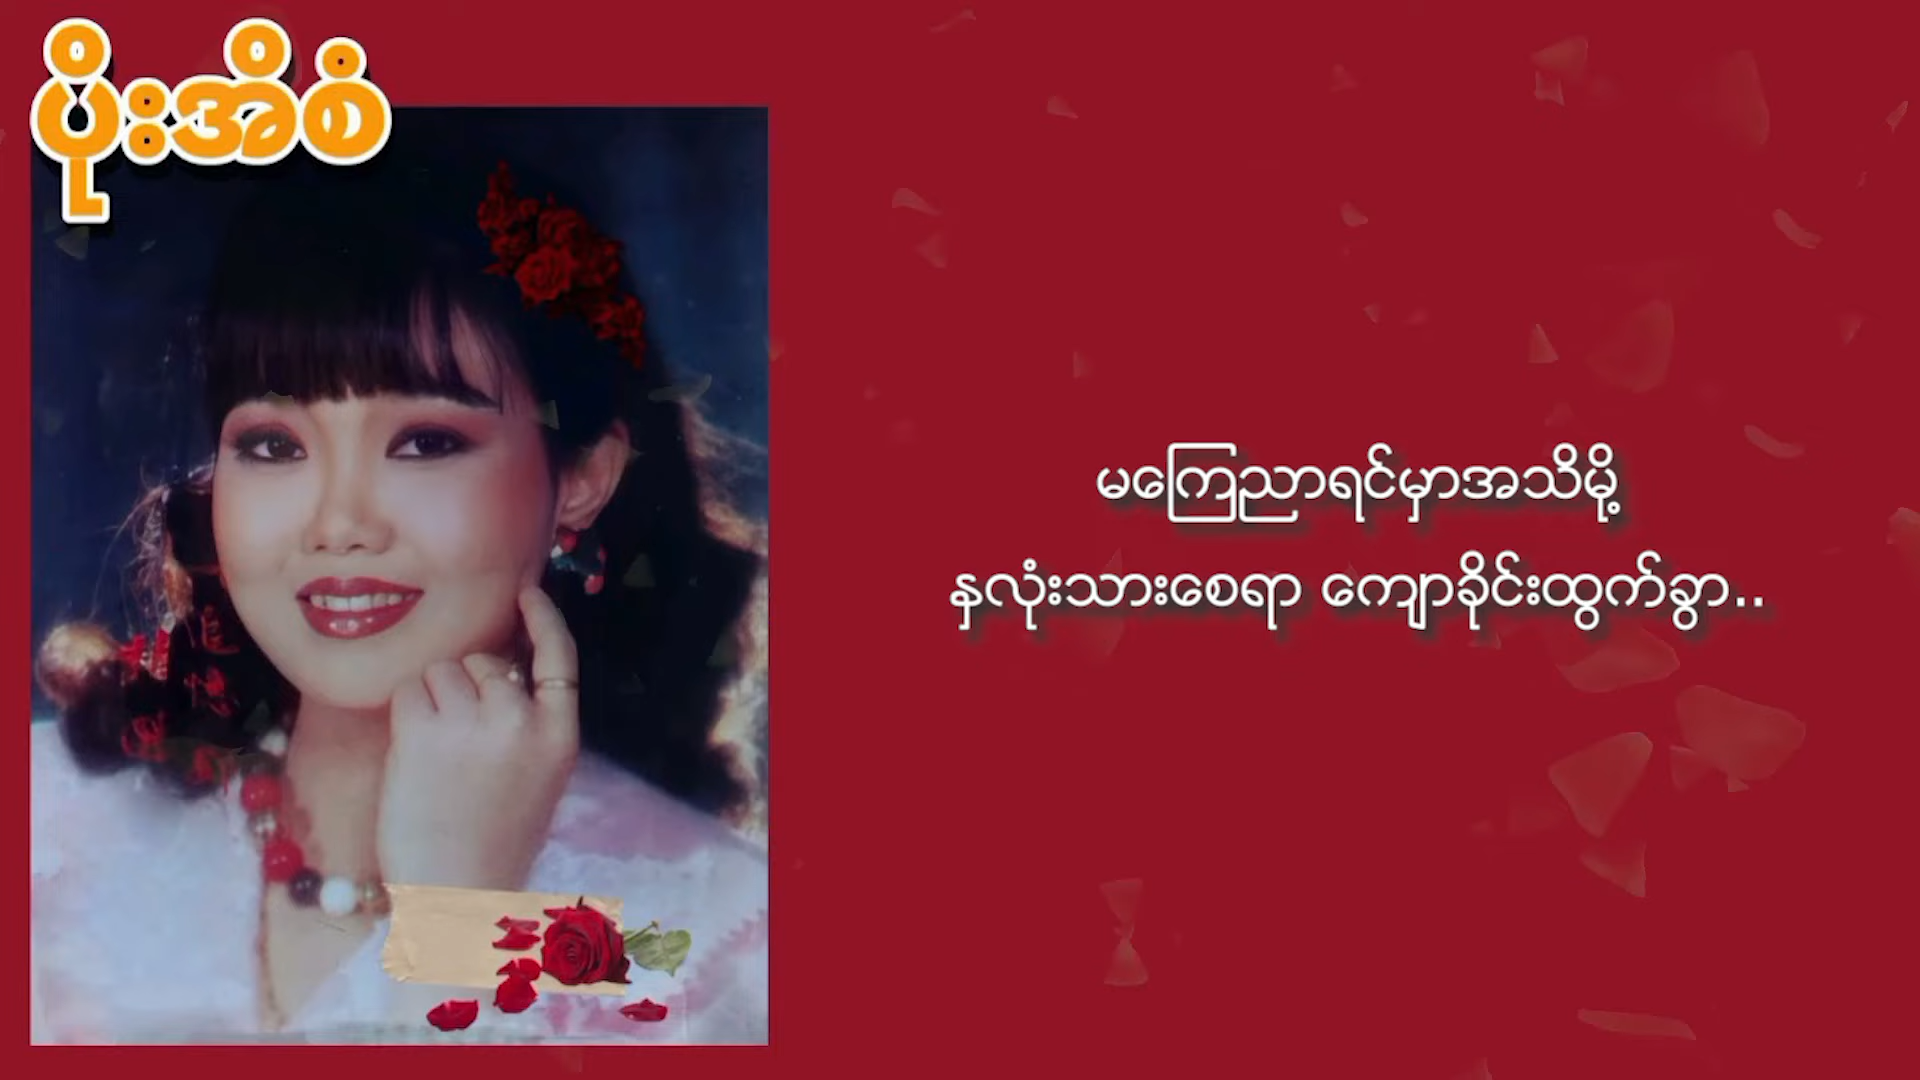 ပိုးအိစံ
မကြေညာရင်မှာအသိမို့
နှလုံးသားစေရာ ကျောခိုင်းထွက်ခွာ..